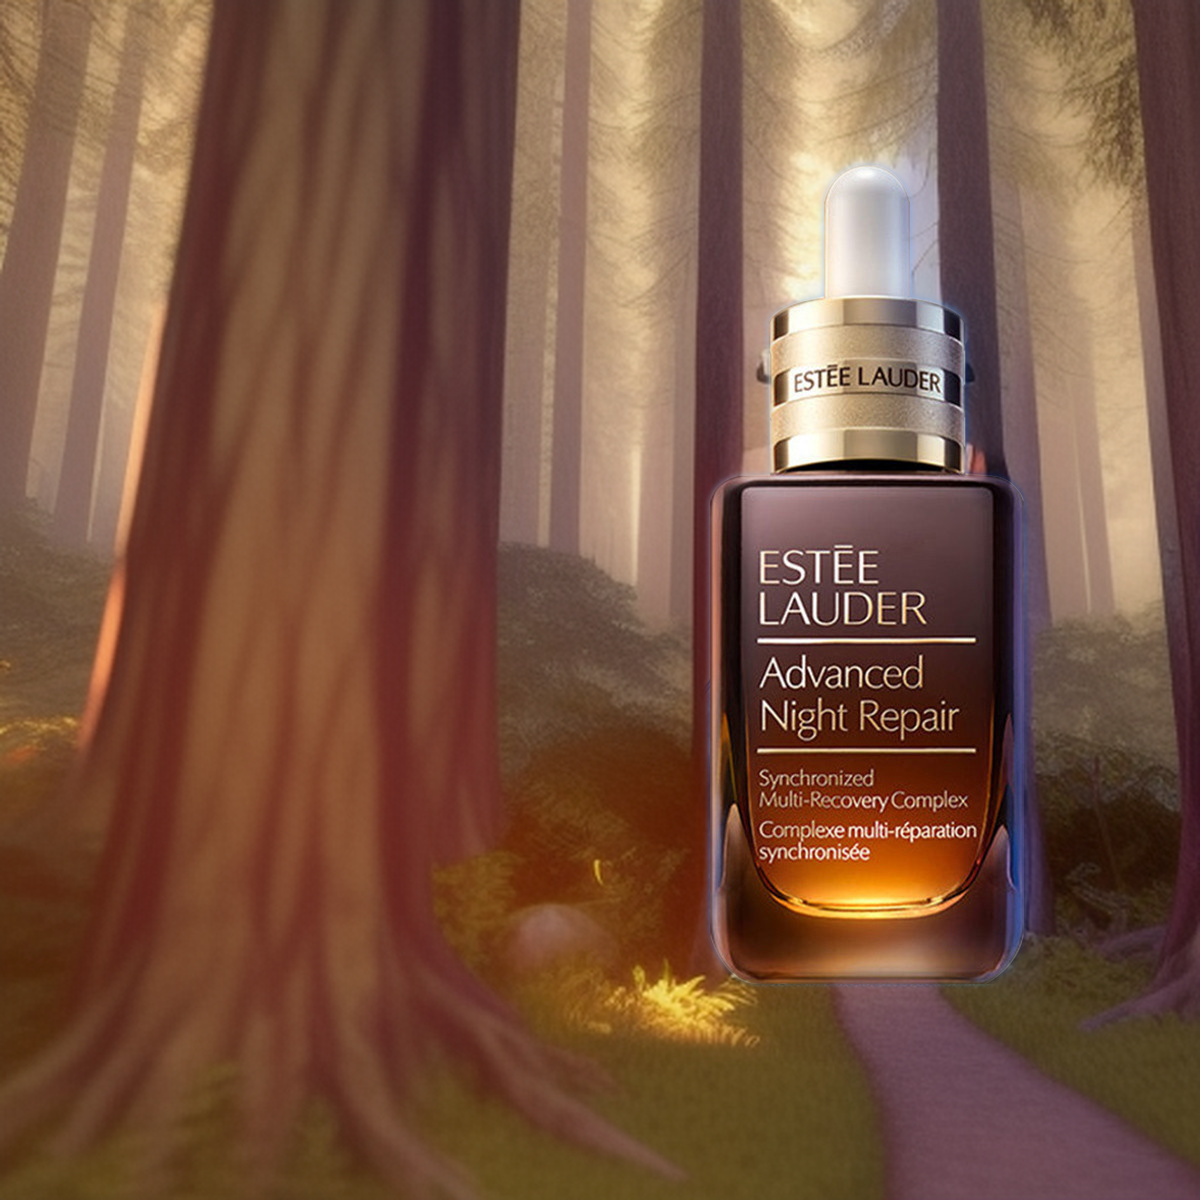 ESTĒE LAUDER
ESTĒE
LAUDER
Advanced
Night Repair
Synchronized
Multi-Recovery Complex
Complexe multi-réparation
synchronisée